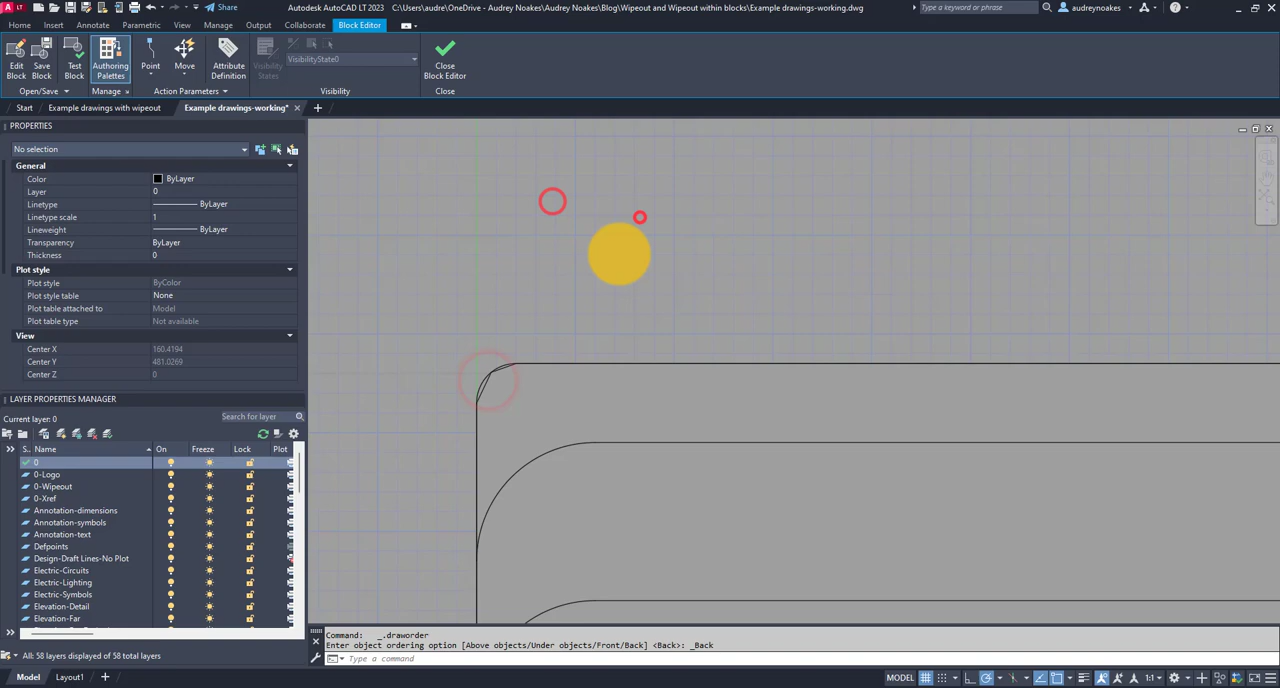 LT
Share
Autodesk AutoCAD LT 2023 C:\Users\audre\OneDrive - Audrey Noakes\Audrey Noakes\Blog\Wipeout and Wipeout within blocks\Example drawings-working.dwg
Type a keyword or phrase
audreynoakes
Home Insert Annotate Parametric View Manage Output Collaborate Block Editor
Edit Block
Save Block
Test Block
Authoring Palettes
Point
Move
Attribute Definition
Visibility States
VisibilityState0
Close Block Editor
Open/Save Manage Action Parameters Visibility Close
Start Example drawings with wipeout Example drawings-working*
PROPERTIES
No selection
General
Color ByLayer
Layer 0
Linetype ByLayer
Linetype scale 1
Lineweight ByLayer
Transparency ByLayer
Thickness 0
Plot style
Plot style ByColor
Plot style table None
Plot table attached to Model
Plot table type Not available
View
Center X 160.4194
Center Y 481.0269
Center Z 0
LAYER PROPERTIES MANAGER
Current layer: 0
Search for layer
S.. Name On Freeze Lock Plot
0
0-Logo
0-Wipeout
0-Xref
Annotation-dimensions
Annotation-symbols
Annotation-text
Defpoints
Design-Draft Lines-No Plot
Electric-Circuits
Electric-Lighting
Electric-Symbols
Elevation-Detail
Elevation-Far
All: 58 layers displayed of 58 total layers
Command: _.draworder
Enter object ordering option [Above objects/Under objects/Front/Back] <Back>: _Back
Type a command
Model Layout1 +
MODEL 1:1